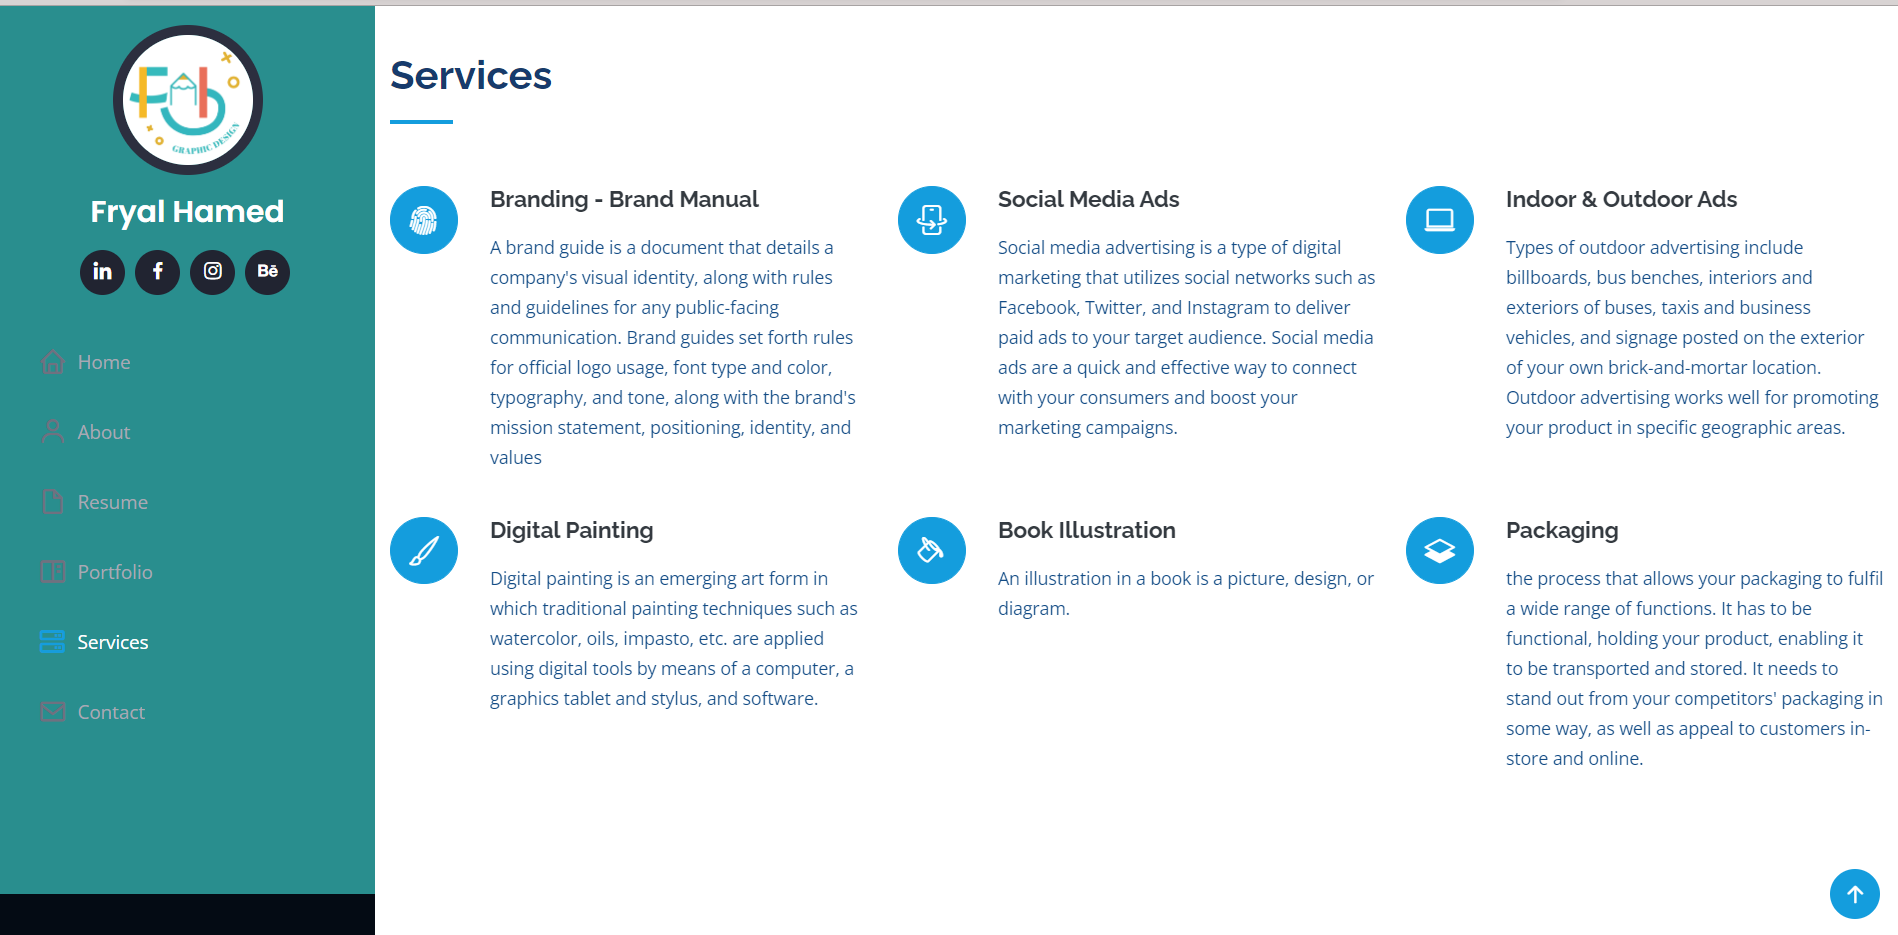 GRAPHIC DESIGN
Fryal Hamed
in
f
Bē
Home
About
Resume
Portfolio
Services
Contact
Services
Branding - Brand Manual
A brand guide is a document that details a
company's visual identity, along with rules
and guidelines for any public-facing
communication. Brand guides set forth rules
for official logo usage, font type and color,
typography, and tone, along with the brand's
mission statement, positioning, identity, and
values
Social Media Ads
Social media advertising is a type of digital
marketing that utilizes social networks such as
Facebook, Twitter, and Instagram to deliver
paid ads to your target audience. Social media
ads are a quick and effective way to connect
with your consumers and boost your
marketing campaigns.
Indoor & Outdoor Ads
Types of outdoor advertising include
billboards, bus benches, interiors and
exteriors of buses, taxis and business
vehicles, and signage posted on the exterior
of your own brick-and-mortar location.
Outdoor advertising works well for promoting
your product in specific geographic areas.
Digital Painting
Digital painting is an emerging art form in
which traditional painting techniques such as
watercolor, oils, impasto, etc. are applied
using digital tools by means of a computer, a
graphics tablet and stylus, and software.
Book Illustration
An illustration in a book is a picture, design, or
diagram.
Packaging
the process that allows your packaging to fulfil
a wide range of functions. It has to be
functional, holding your product, enabling it
to be transported and stored. It needs to
stand out from your competitors' packaging in
some way, as well as appeal to customers in-
store and online.